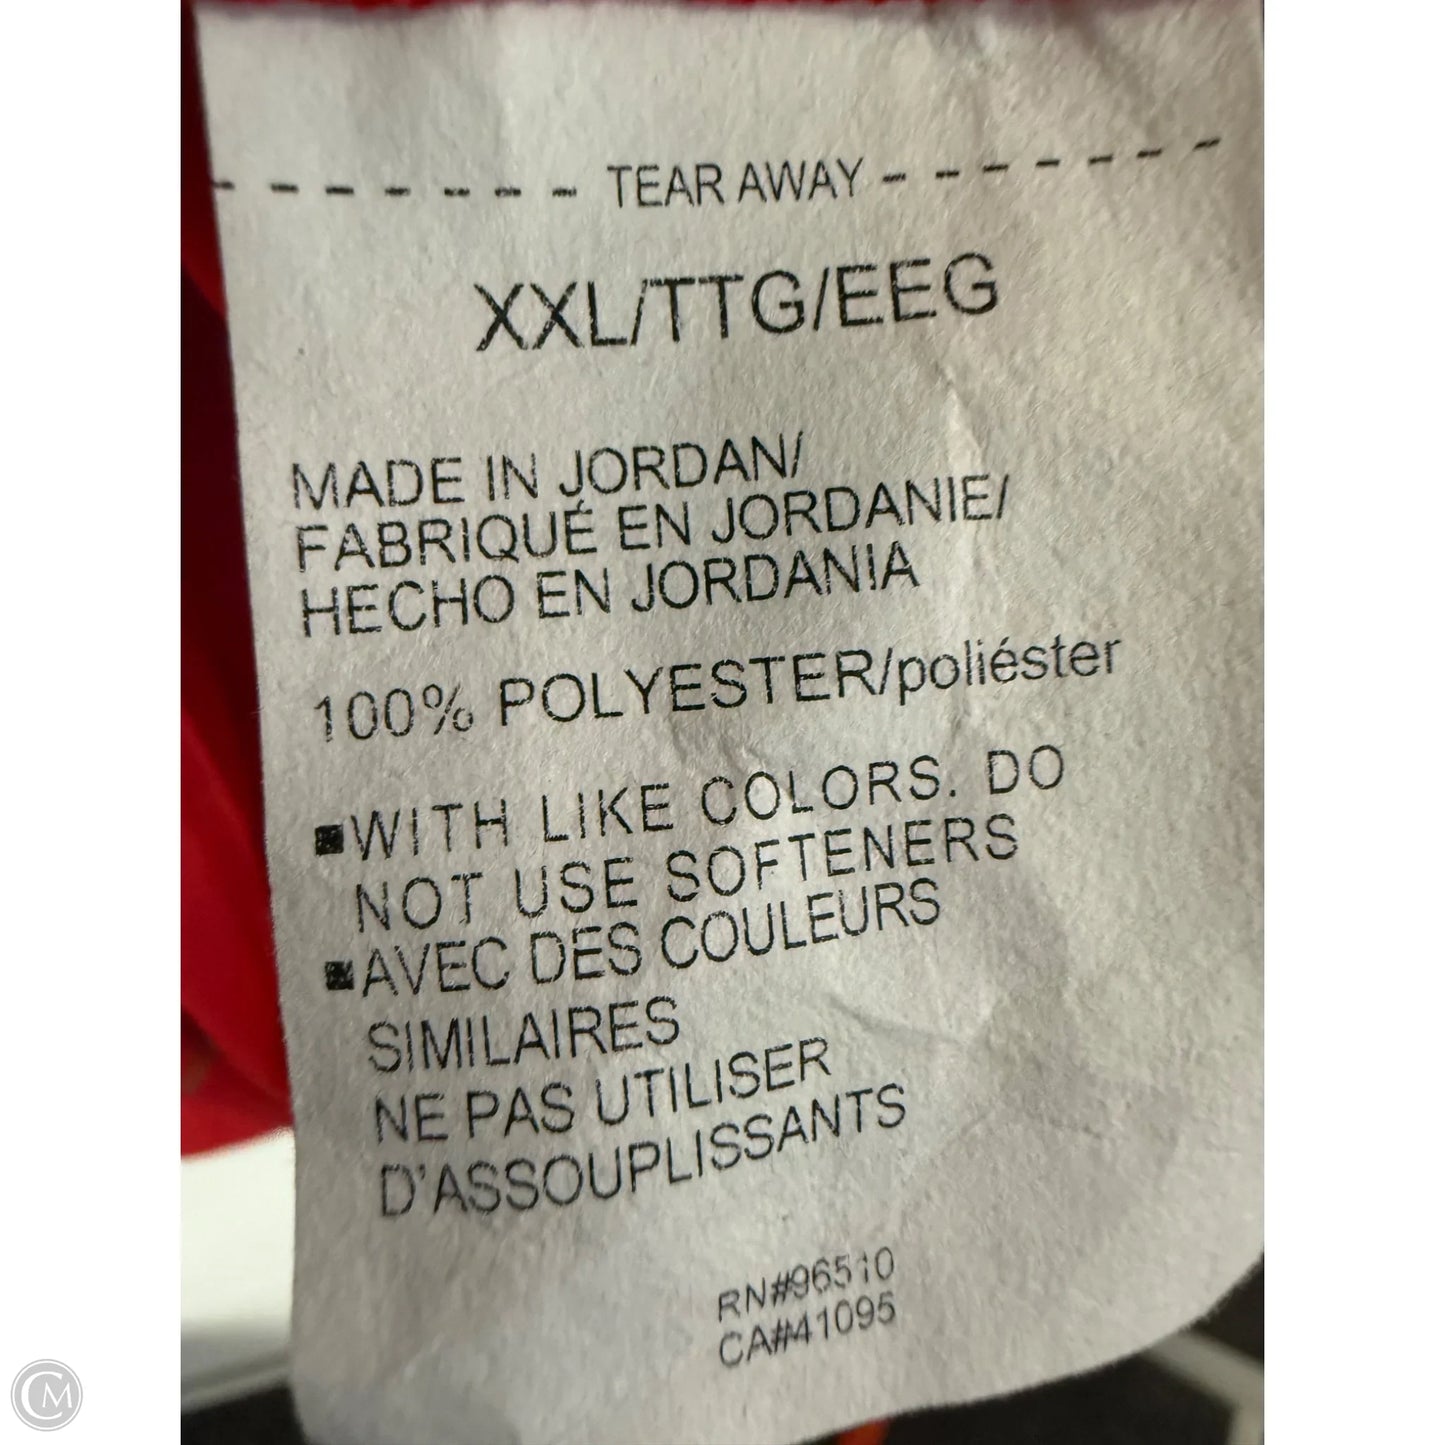 TEAR AWAY
XXL/TTG/EEG
MADE IN JORDAN/
FABRIQUÉ EN JORDANIE/
HECHO EN JORDANIA
100% POLYESTER/poliéster
■WITH LIKE COLORS. DO
NOT USE SOFTENERS
■AVEC DES COULEURS
SIMILAIRES
NE PAS UTILISER
D'ASSOUPLISSANTS
RN#96510
CA#41095
CM